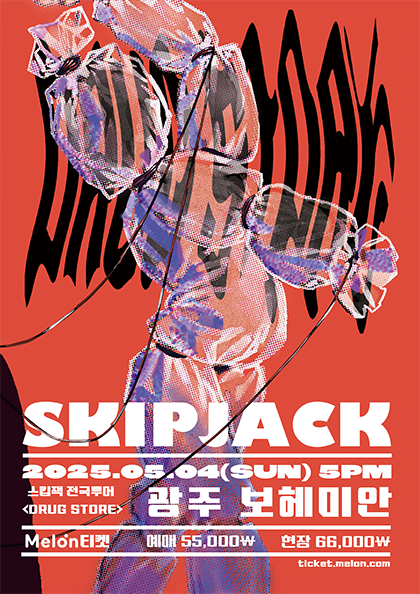 SKIPJACK
2025.05.04(SUN) 5PM
스킵잭 전국투어
<DRUG STORE>
광주 보헤미안
Melon티켓 예매 55,000₩ 현장 66,000₩
ticket.melon.com